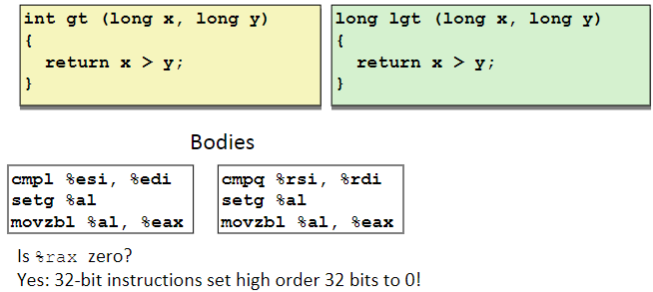 int gt (long x, long y)
{
  return x > y;
}
long lgt (long x, long y)
{
  return x > y;
}
Bodies
cmpl %esi, %edi
setg %al
movzbl %al, %eax
cmpq %rsi, %rdi
setg %al
movzbl %al, %eax
Is %rax zero?
Yes: 32-bit instructions set high order 32 bits to 0!